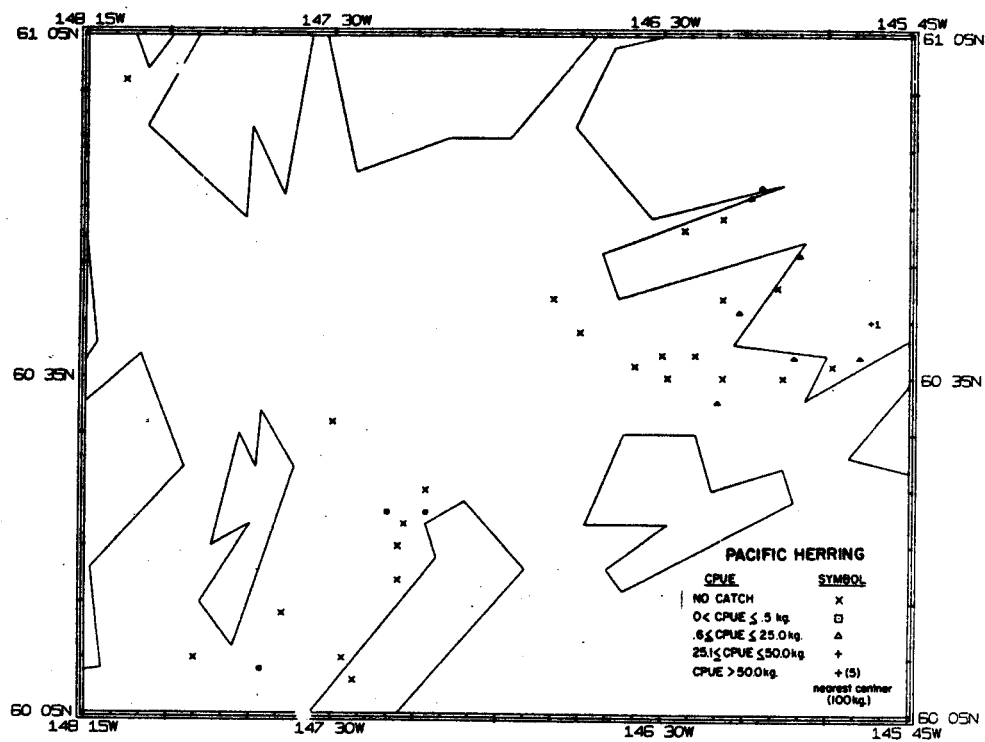 148 15W 147 30W 146 30W 145 45W
61 05N 61 05N
+1
60 35N 60 35N
PACIFIC HERRING
CPUE SYMBOL
NO CATCH x
0< CPUE ≤ .5 kg. □
.6≤ CPUE ≤ 25.0 kg. △
25.1≤ CPUE ≤50.0 kg. +
CPUE > 50.0 kg. +(5)
nearest centner
(100 kg.)
60 05N 60 05N
148 15W 147 30W 146 30W 145 45W